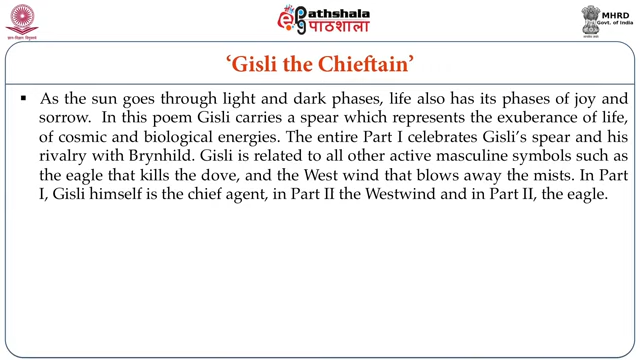 ePathshala
पाठशाला
MHRD
Govt. of India
‘Gisli the Chieftain’
▪ As the sun goes through light and dark phases, life also has its phases of joy and
sorrow. In this poem Gisli carries a spear which represents the exuberance of life,
of cosmic and biological energies. The entire Part I celebrates Gisli’s spear and his
rivalry with Brynhild. Gisli is related to all other active masculine symbols such as
the eagle that kills the dove, and the West wind that blows away the mists. In Part
I, Gisli himself is the chief agent, in Part II the Westwind and in Part II, the eagle.